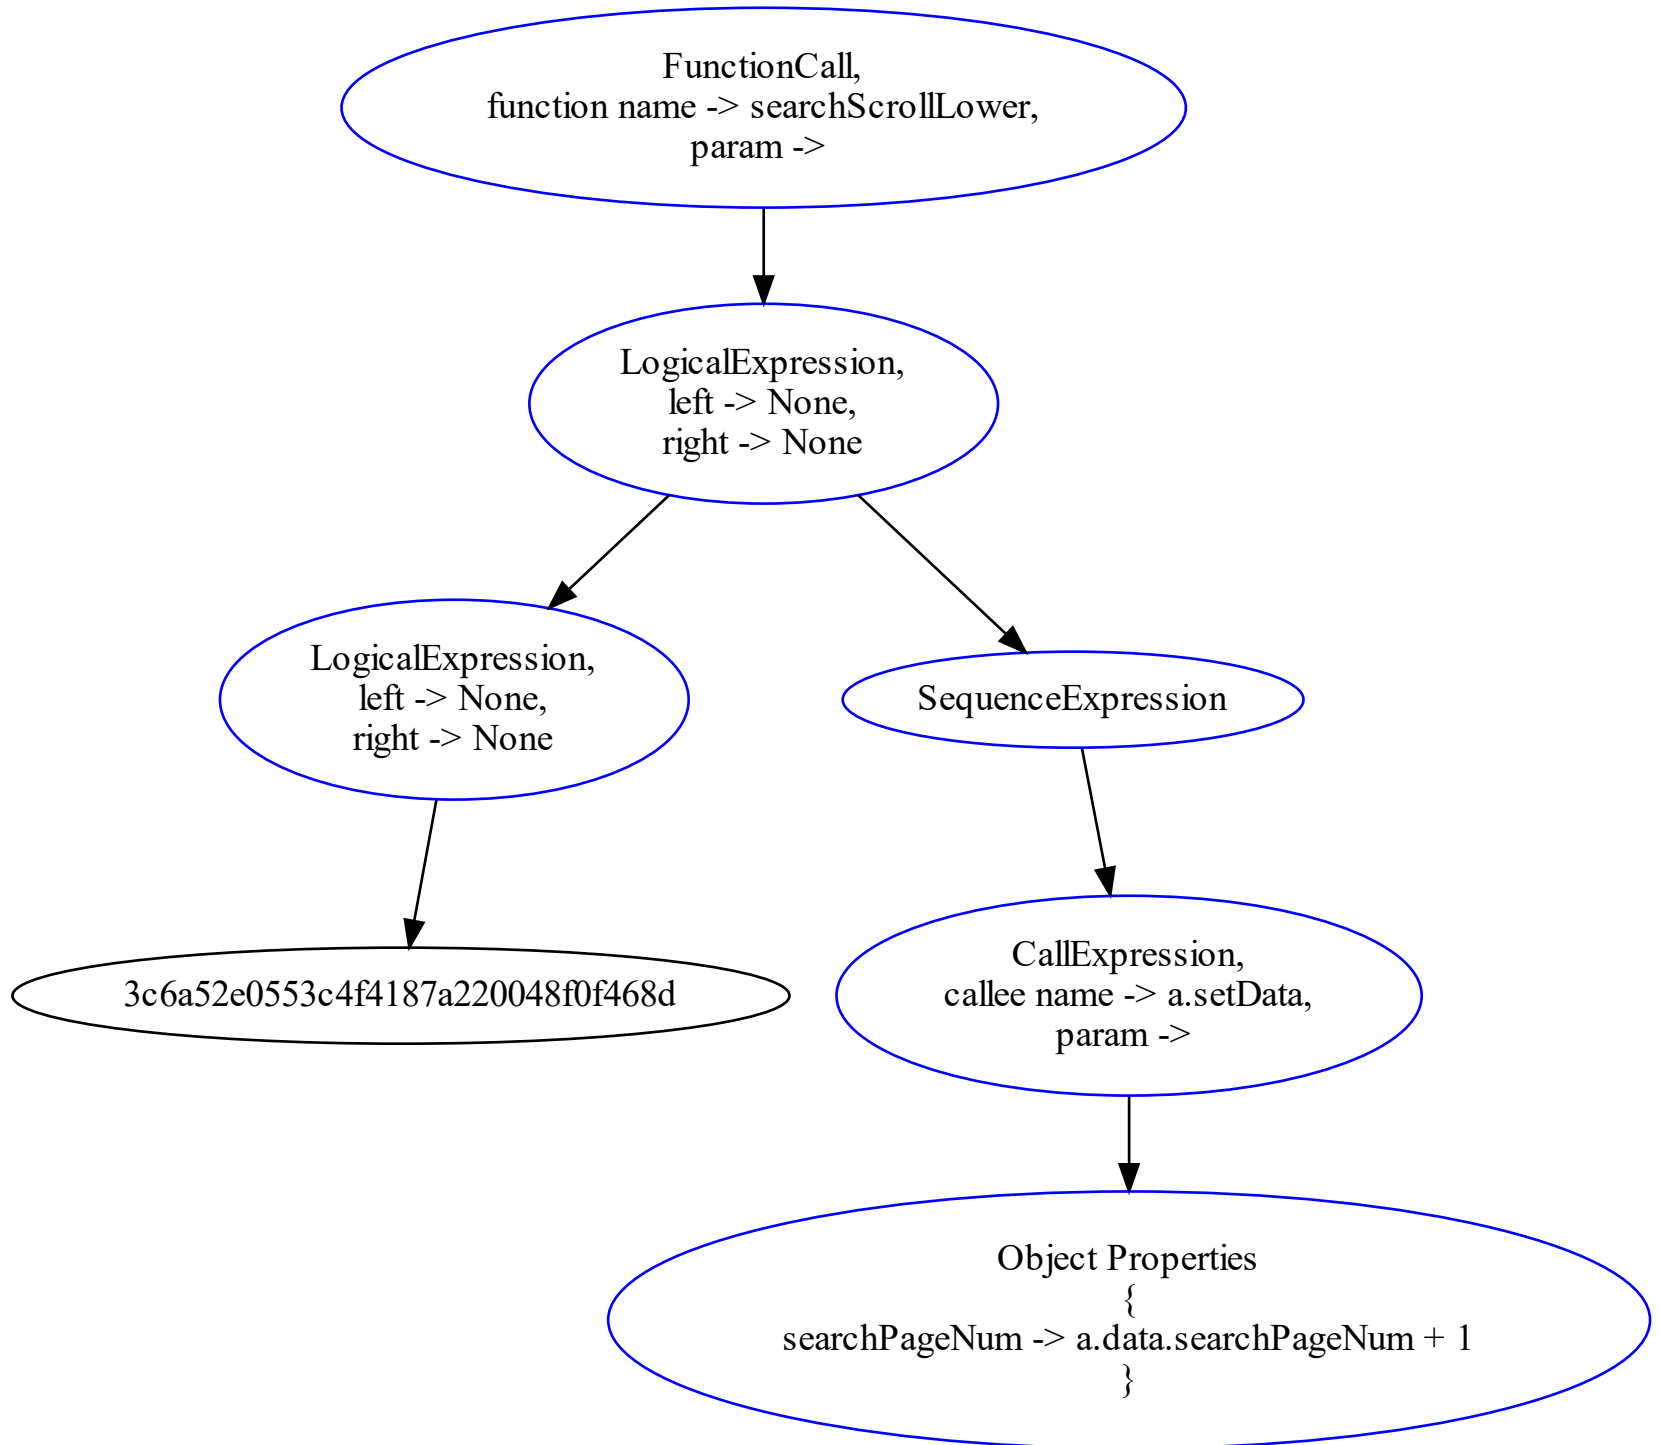 FunctionCall,
function name -> searchScrollLower,
param ->
LogicalExpression,
left -> None,
right -> None
LogicalExpression,
left -> None,
right -> None
SequenceExpression
3c6a52e0553c4f4187a220048f0f468d
CallExpression,
callee name -> a.setData,
param ->
Object Properties
{
searchPageNum -> a.data.searchPageNum + 1
}